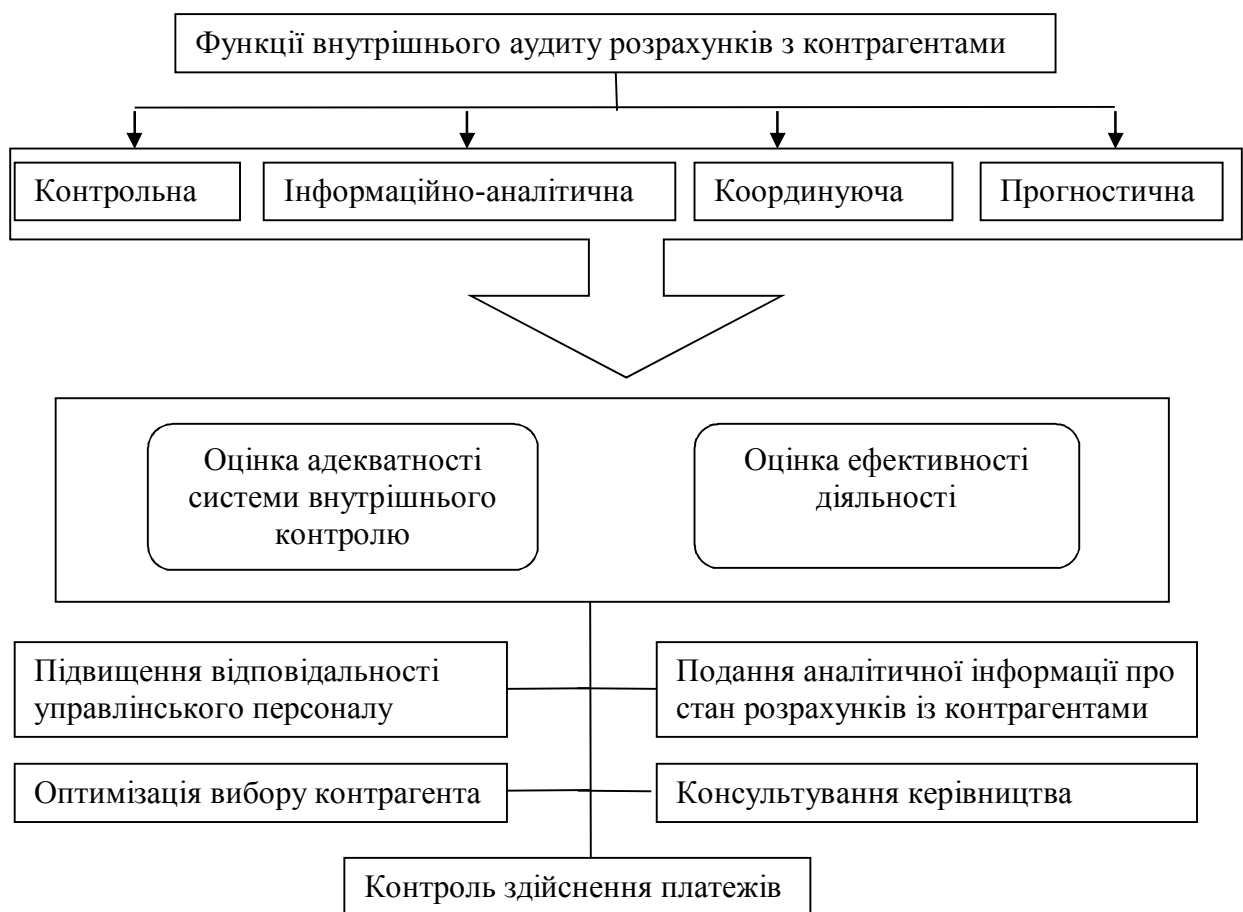 Функції внутрішнього аудиту розрахунків з контрагентами
Контрольна
Інформаційно-аналітична
Координуюча
Прогностична
Оцінка адекватності
системи внутрішнього
контролю
Оцінка ефективності
діяльності
Підвищення відповідальності
управлінського персоналу
Подання аналітичної інформації про
стан розрахунків із контрагентами
Оптимізація вибору контрагента
Консультування керівництва
Контроль здійснення платежів